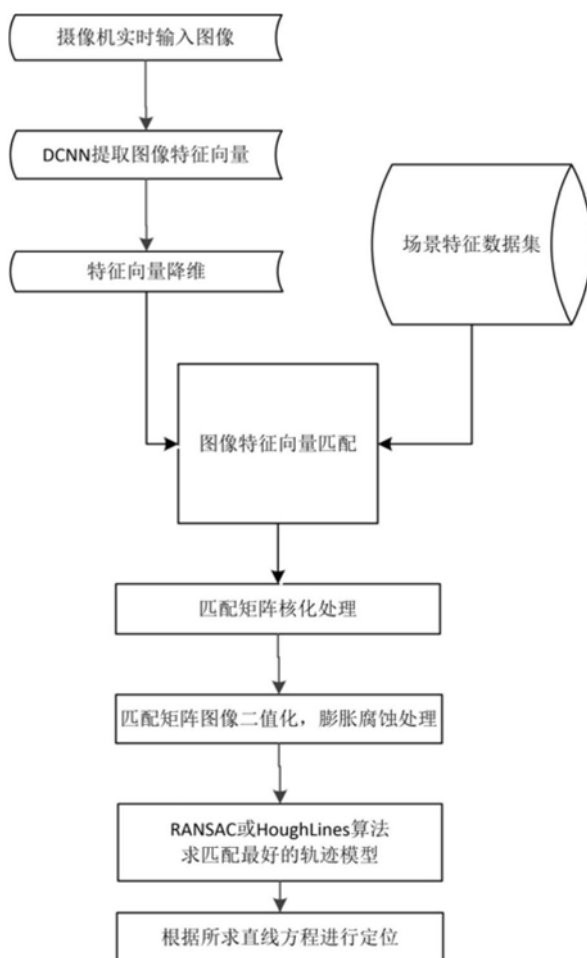 摄像机实时输入图像
DCNN提取图像特征向量
特征向量降维
场景特征数据集
图像特征向量匹配
匹配矩阵核化处理
匹配矩阵图像二值化，膨胀腐蚀处理
RANSAC或HoughLines算法
求匹配最好的轨迹模型
根据所求直线方程进行定位